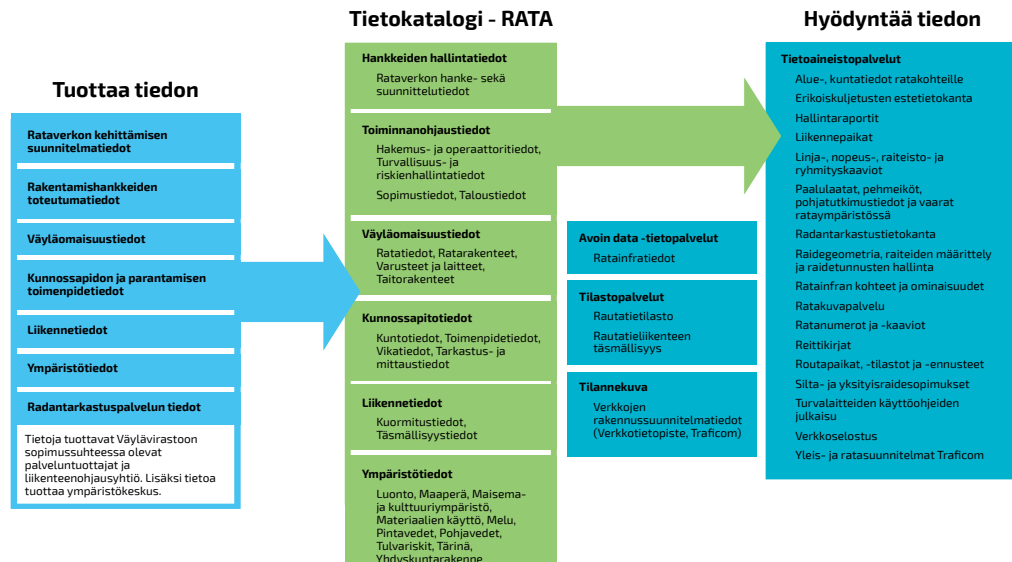 Tuottaa tiedon
Rataverkon kehittämisen
suunnitelmatiedot
Rakentamishankkeiden
toteutumatiedot
Väyläomaisuustiedot
Kunnossapidon ja parantamisen
toimenpidetiedot
Liikennetiedot
Ympäristötiedot
Radantarkastuspalvelun tiedot
Tietoja tuottavat Väylävirastoon
sopimussuhteessa olevat
palveluntuottajat ja
liikenteenohjausyhtiö. Lisäksi tietoa
tuottaa ympäristökeskus.
Tietokatalogi - RATA
Hankkeiden hallintatiedot
Rataverkon hanke- sekä
suunnittelutiedot
Toiminnanohjaustiedot
Hakemus- ja operaattoritiedot,
Turvallisuus- ja
riskienhallintatiedot
Sopimustiedot, Taloustiedot
Väyläomaisuustiedot
Ratatiedot, Ratarakenteet,
Varusteet ja laitteet,
Taitorakenteet
Kunnossapitotiedot
Kuntotiedot, Toimenpidetiedot,
Vikatiedot, Tarkastus- ja
mittaustiedot
Liikennetiedot
Kuormitustiedot,
Täsmällisyystiedot
Ympäristötiedot
Luonto, Maaperä, Maisema-
ja kulttuuriympäristö,
Materiaalien käyttö, Melu,
Pintavedet, Pohjavedet,
Tulvariskit, Tärinä,
Yhdyskuntarakenne
Avoin data -tietopalvelut
Ratainfratiedot
Tilastopalvelut
Rautatietilasto
Rautatieliikenteen
täsmällisyys
Tilannekuva
Verkkojen
rakennussuunnitelmatiedot
(Verkkotietopiste, Traficom)
Hyödyntää tiedon
Tietoaineistopalvelut
Alue-, kuntatiedot ratakohteille
Erikoiskuljetusten estetietokanta
Hallintaraportit
Liikennepaikat
Linja-, nopeus-, raiteisto- ja
ryhmityskaaviot
Paalulaatat, pehmeiköt,
pohjatutkimustiedot ja vaarat
rataympäristössä
Radantarkastustietokanta
Raidegeometria, raiteiden määrittely
ja raidetunnusten hallinta
Ratainfran kohteet ja ominaisuudet
Ratakuvapalvelu
Ratanumerot ja -kaaviot
Reittikirjat
Routapaikat, -tilastot ja -ennusteet
Silta- ja yksityisraidesopimukset
Turvalaitteiden käyttöohjeiden
julkaisu
Verkkoselostus
Yleis- ja ratasuunnitelmat Traficom